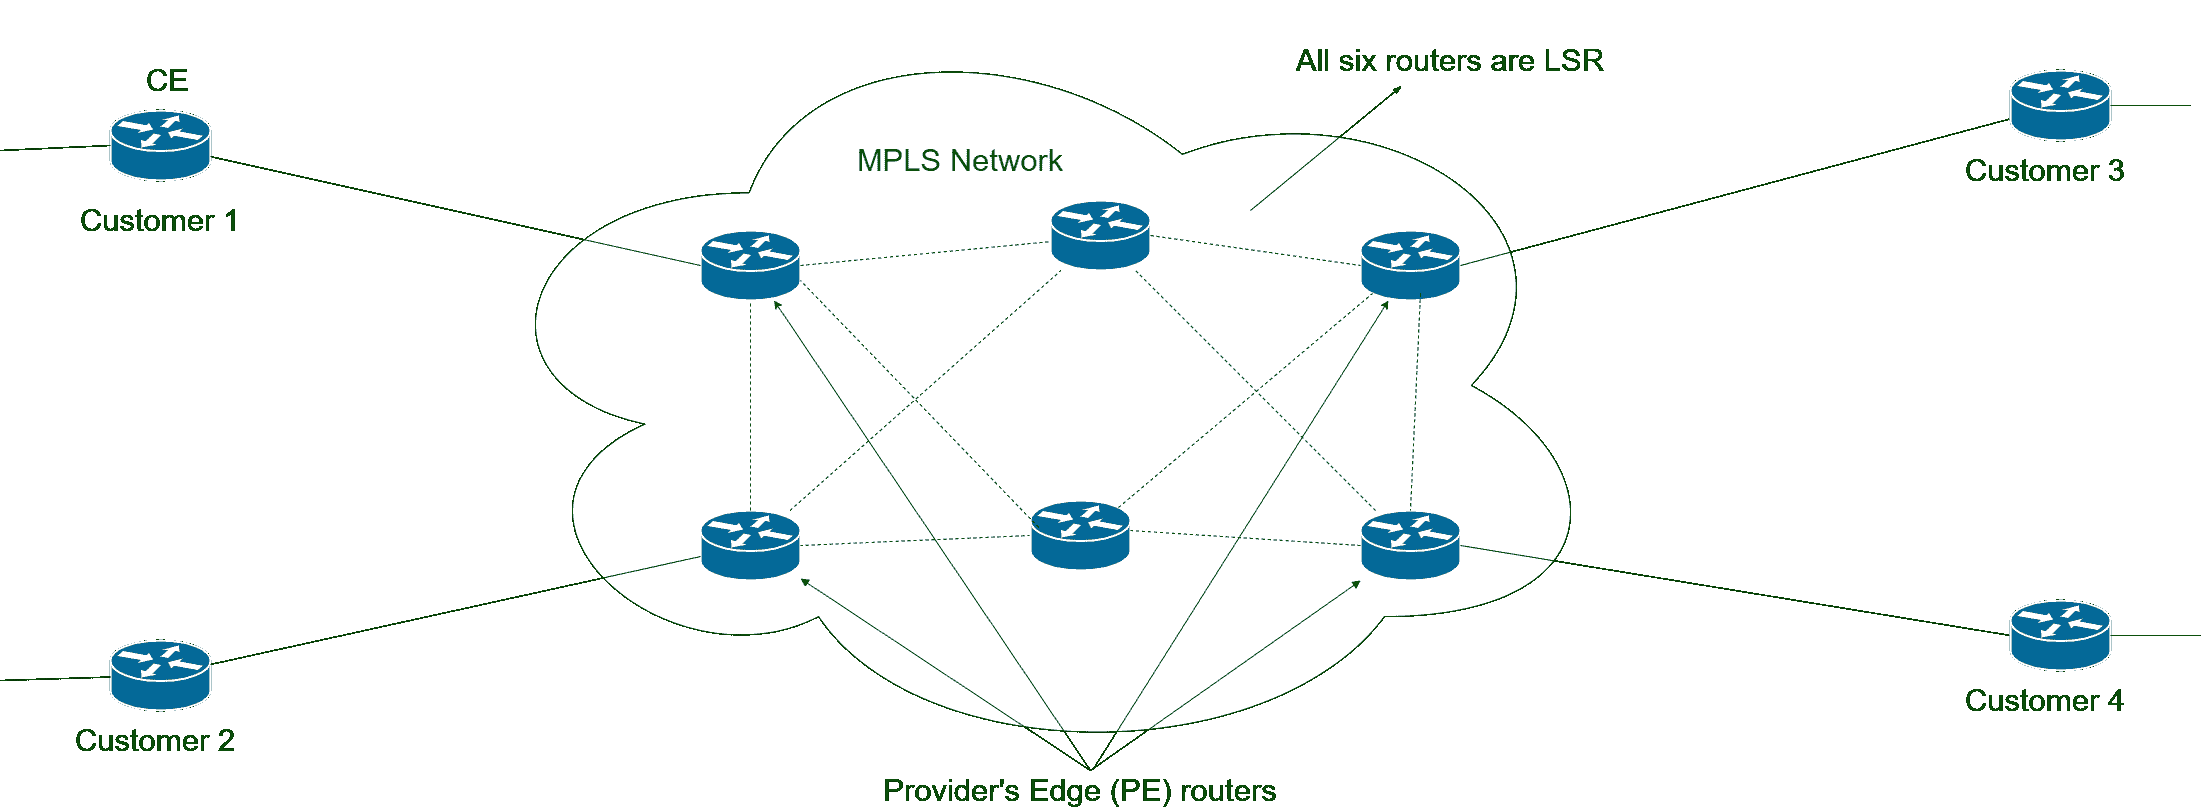 All six routers are LSR
CE
MPLS Network
Customer 3
Customer 1
Customer 4
Customer 2
Provider's Edge (PE) routers